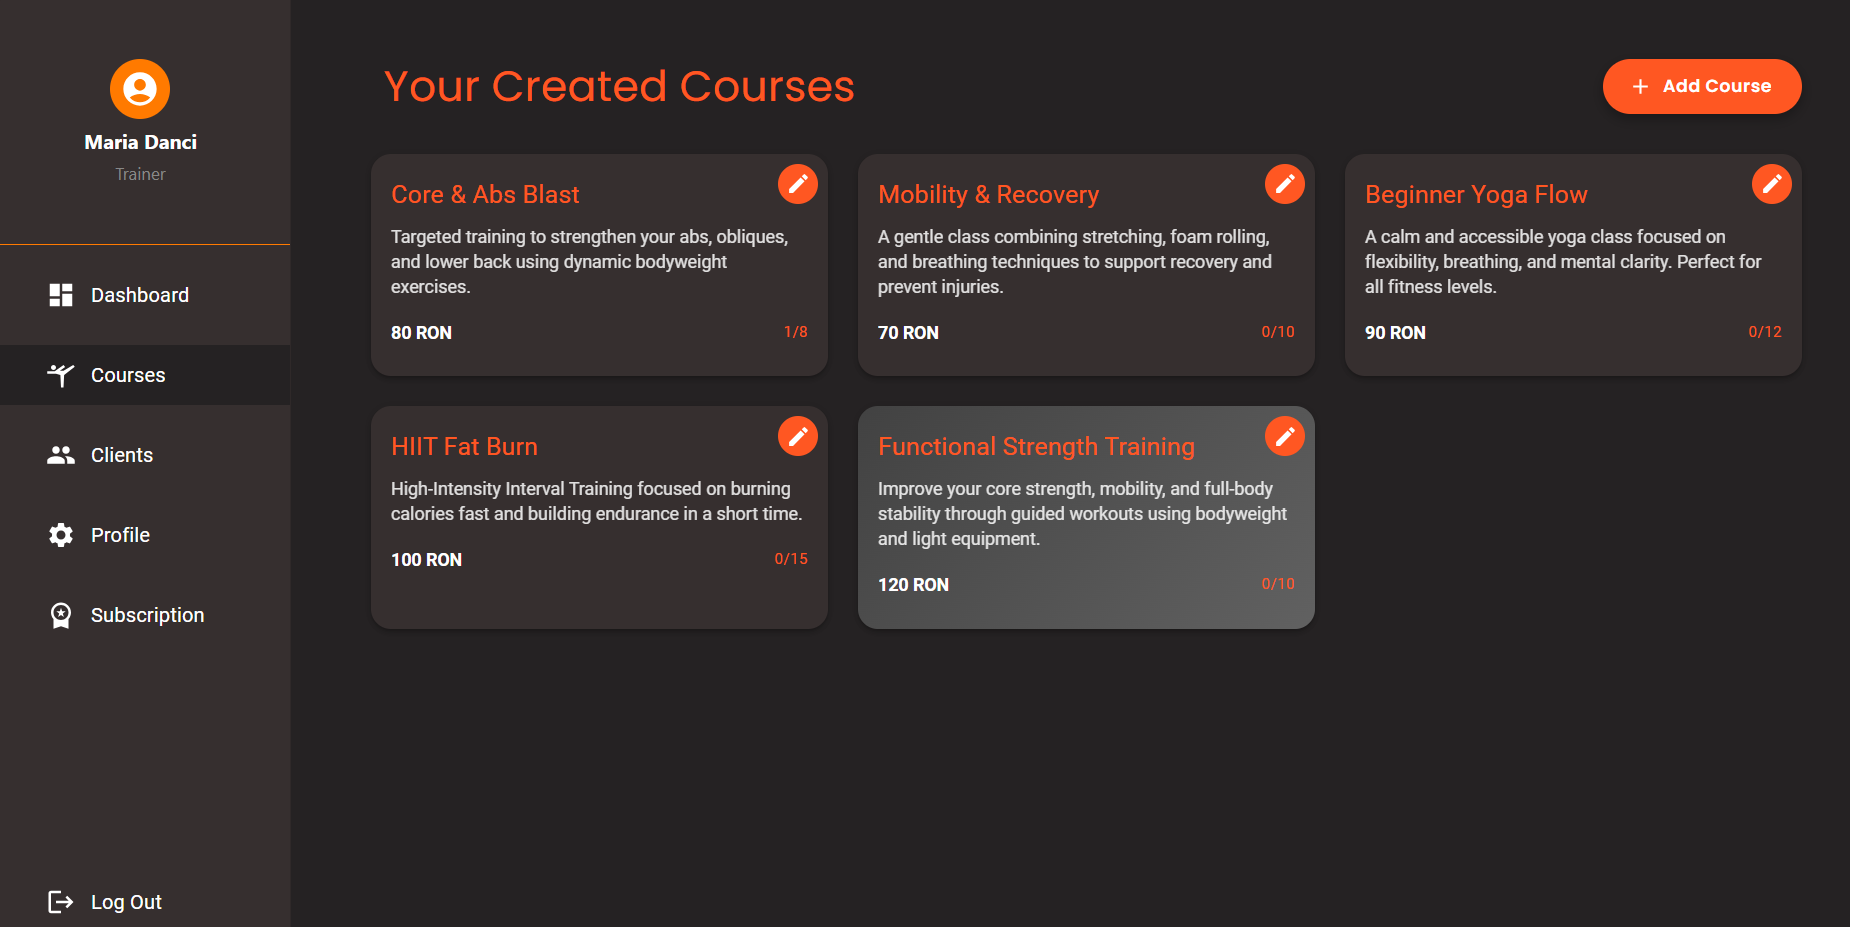 Maria Danci
Trainer
Dashboard
Courses
Clients
Profile
Subscription
Log Out
Your Created Courses
Add Course
Core & Abs Blast
Targeted training to strengthen your abs, obliques,
and lower back using dynamic bodyweight
exercises.
80 RON
1/8
Mobility & Recovery
A gentle class combining stretching, foam rolling,
and breathing techniques to support recovery and
prevent injuries.
70 RON
0/10
Beginner Yoga Flow
A calm and accessible yoga class focused on
flexibility, breathing, and mental clarity. Perfect for
all fitness levels.
90 RON
0/12
HIIT Fat Burn
High-Intensity Interval Training focused on burning
calories fast and building endurance in a short time.
100 RON
0/15
Functional Strength Training
Improve your core strength, mobility, and full-body
stability through guided workouts using bodyweight
and light equipment.
120 RON
0/10